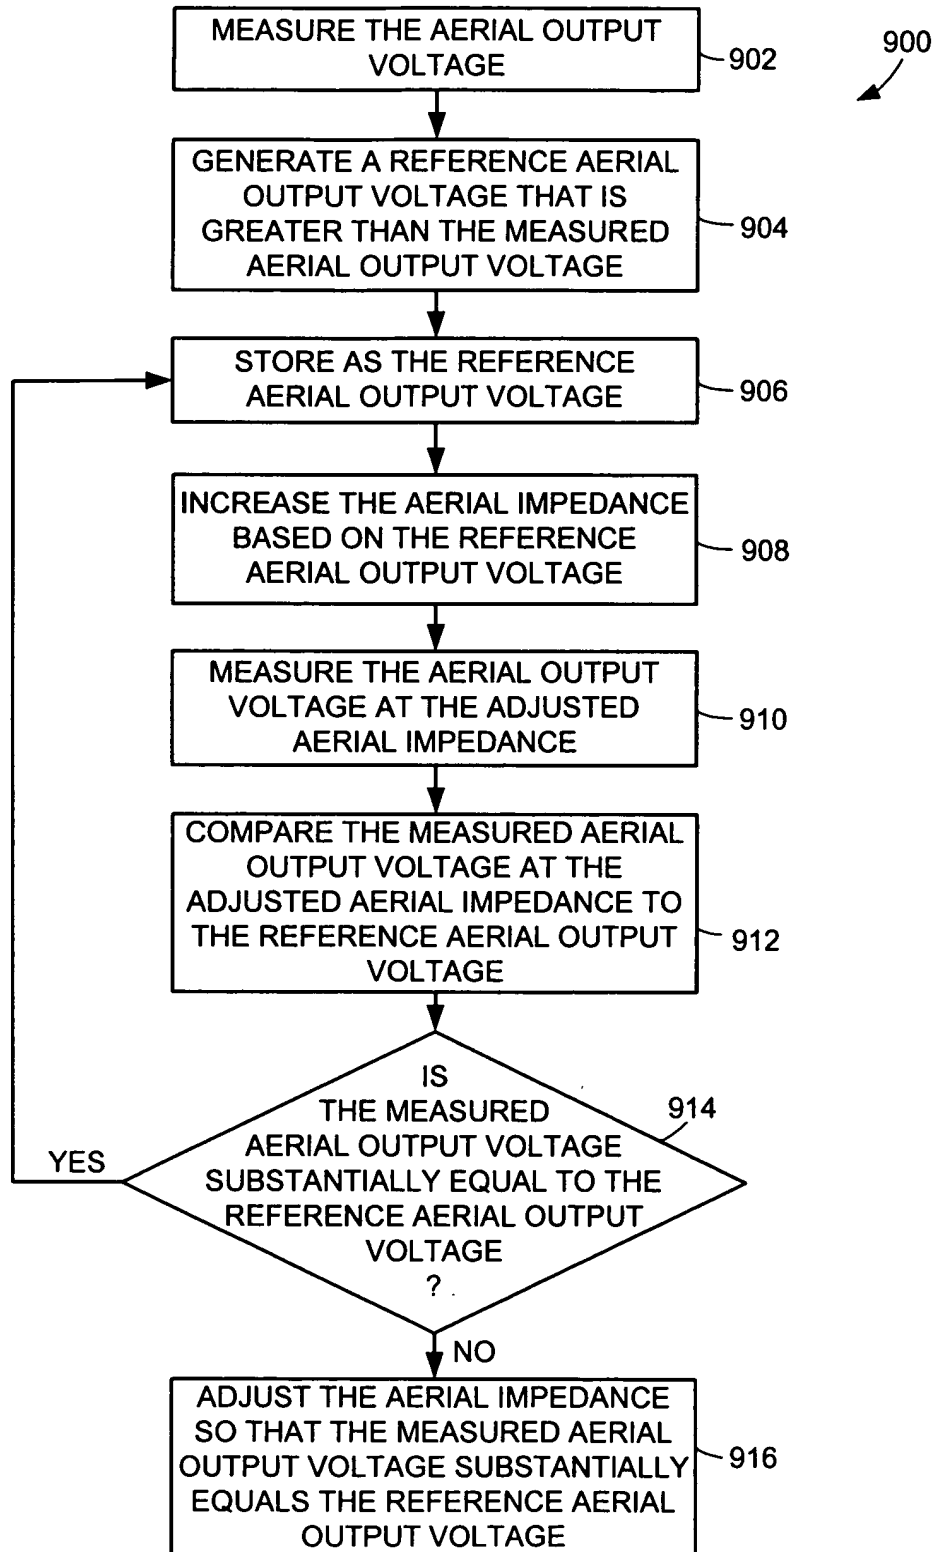 MEASURE THE AERIAL OUTPUT
VOLTAGE
902
900
GENERATE A REFERENCE AERIAL
OUTPUT VOLTAGE THAT IS
GREATER THAN THE MEASURED
AERIAL OUTPUT VOLTAGE
904
STORE AS THE REFERENCE
AERIAL OUTPUT VOLTAGE
906
INCREASE THE AERIAL IMPEDANCE
BASED ON THE REFERENCE
AERIAL OUTPUT VOLTAGE
908
MEASURE THE AERIAL OUTPUT
VOLTAGE AT THE ADJUSTED
AERIAL IMPEDANCE
910
COMPARE THE MEASURED AERIAL
OUTPUT VOLTAGE AT THE
ADJUSTED AERIAL IMPEDANCE TO
THE REFERENCE AERIAL OUTPUT
VOLTAGE
912
IS
THE MEASURED
AERIAL OUTPUT VOLTAGE
SUBSTANTIALLY EQUAL TO THE
REFERENCE AERIAL OUTPUT
VOLTAGE
?
914
YES
NO
ADJUST THE AERIAL IMPEDANCE
SO THAT THE MEASURED AERIAL
OUTPUT VOLTAGE SUBSTANTIALLY
EQUALS THE REFERENCE AERIAL
OUTPUT VOLTAGE
916